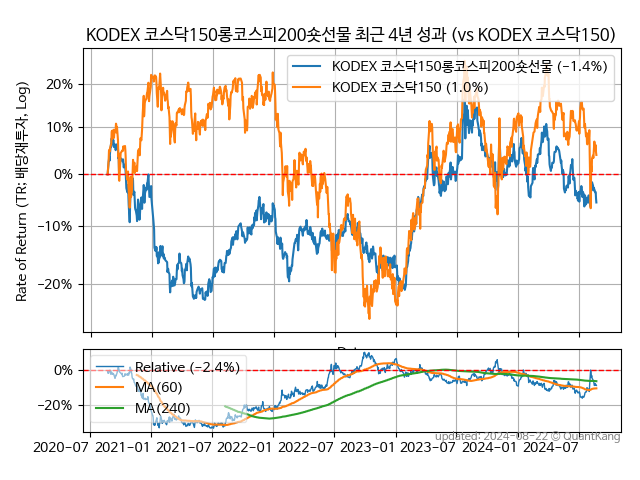 KODEX 코스닥150롱코스피200숏선물 최근 4년 성과 (vs KODEX 코스닥150)
Rate of Return (TR: 배당재투자, Log)
KODEX 코스닥150롱코스피200숏선물 (−1.4%)
KODEX 코스닥150 (1.0%)
20%
10%
0%
−10%
−20%
Relative (−2.4%)
MA(60)
MA(240)
0%
−20%
2020-07 2021-01 2021-07 2022-01 2022-07 2023-01 2023-07 2024-01 2024-07
updated: 2024-08-22 © QuantKang